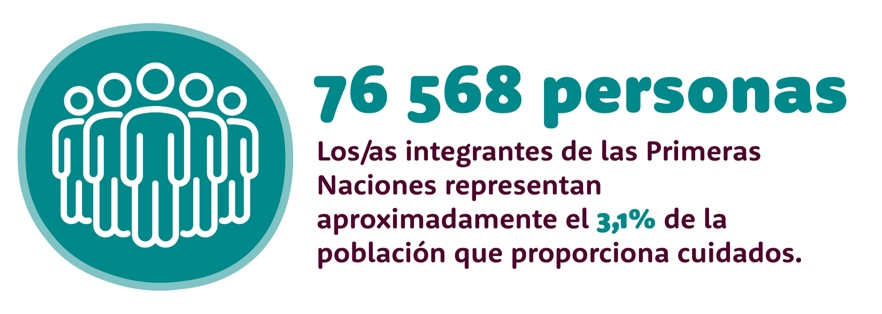 76 568 personas
Los/as integrantes de las Primeras
Naciones representan
aproximadamente el 3,1% de la
población que proporciona cuidados.